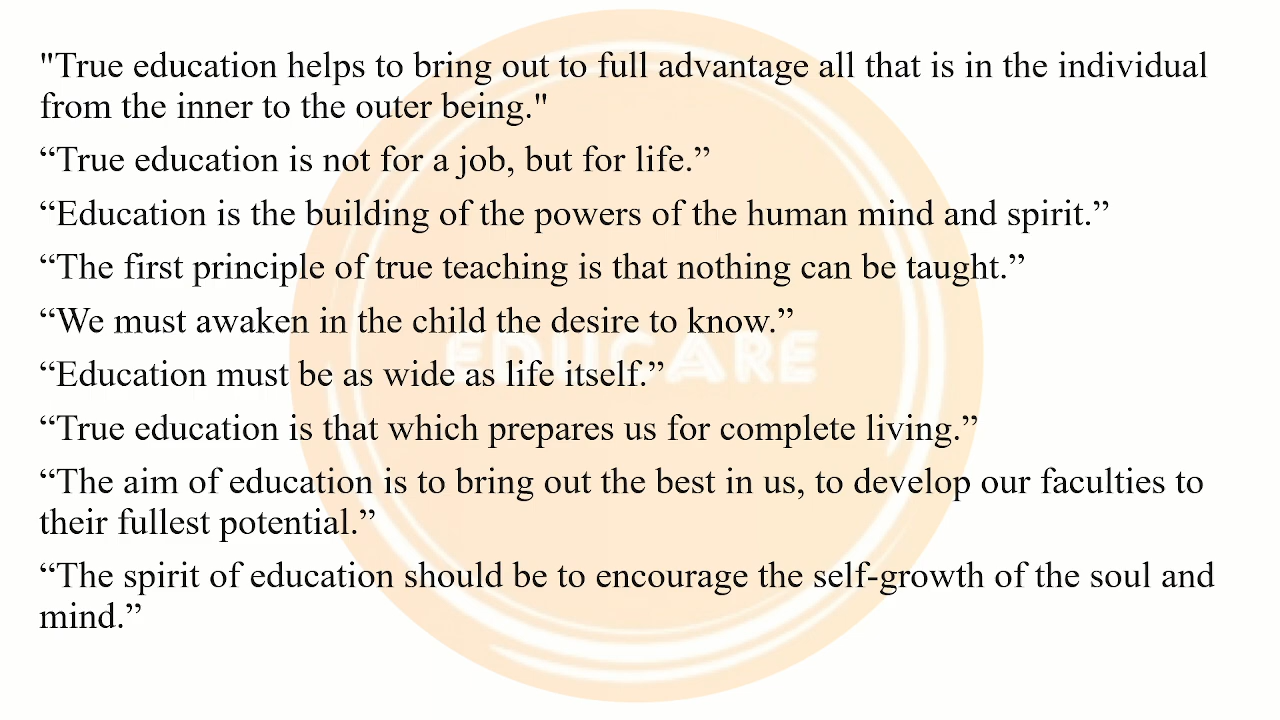 "True education helps to bring out to full advantage all that is in the individual
from the inner to the outer being."
“True education is not for a job, but for life.”
“Education is the building of the powers of the human mind and spirit.”
“The first principle of true teaching is that nothing can be taught.”
“We must awaken in the child the desire to know.”
“Education must be as wide as life itself.”
EDUCARE
“True education is that which prepares us for complete living.”
“The aim of education is to bring out the best in us, to develop our faculties to
their fullest potential.”
“The spirit of education should be to encourage the self-growth of the soul and
mind.”